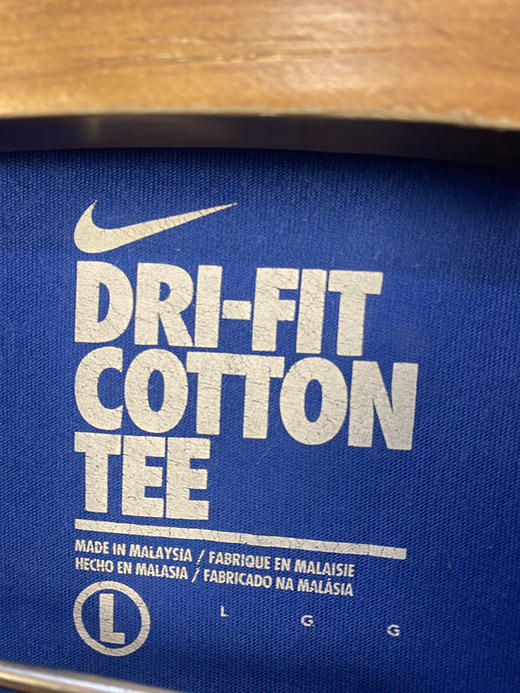 DRI-FIT
COTTON
TEE
MADE IN MALAYSIA / FABRIQUE EN MALAISIE
HECHO EN MALASIA / FABRICADO NA MALÁSIA
L L G G